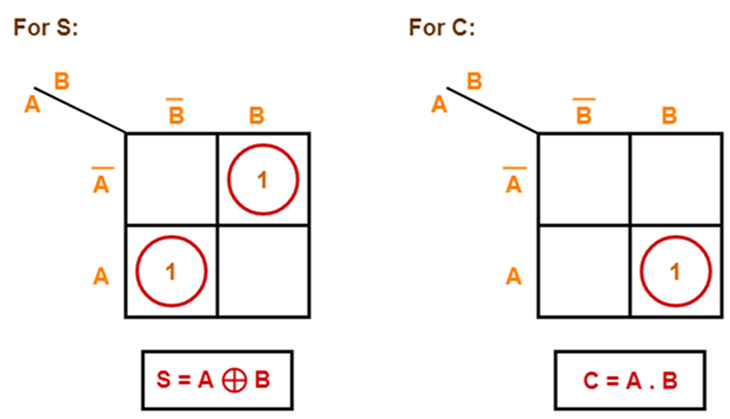 For S:
For C:
B
A
B̅ B
A̅ 1
A 1
S = A ⊕ B
B
A
B̅ B
A̅
A 1
C = A . B